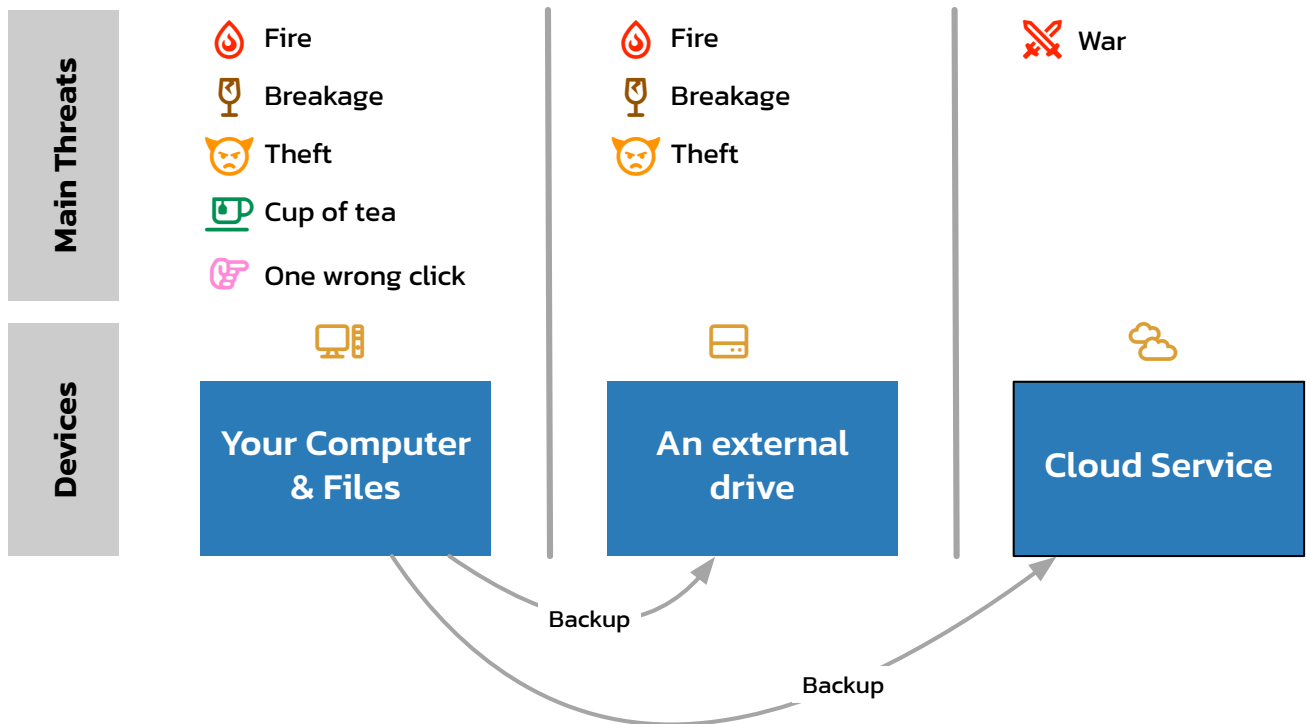 Main Threats
Fire
Breakage
Theft
Cup of tea
One wrong click
Fire
Breakage
Theft
War
Devices
Your Computer
& Files
An external
drive
Cloud Service
Backup
Backup